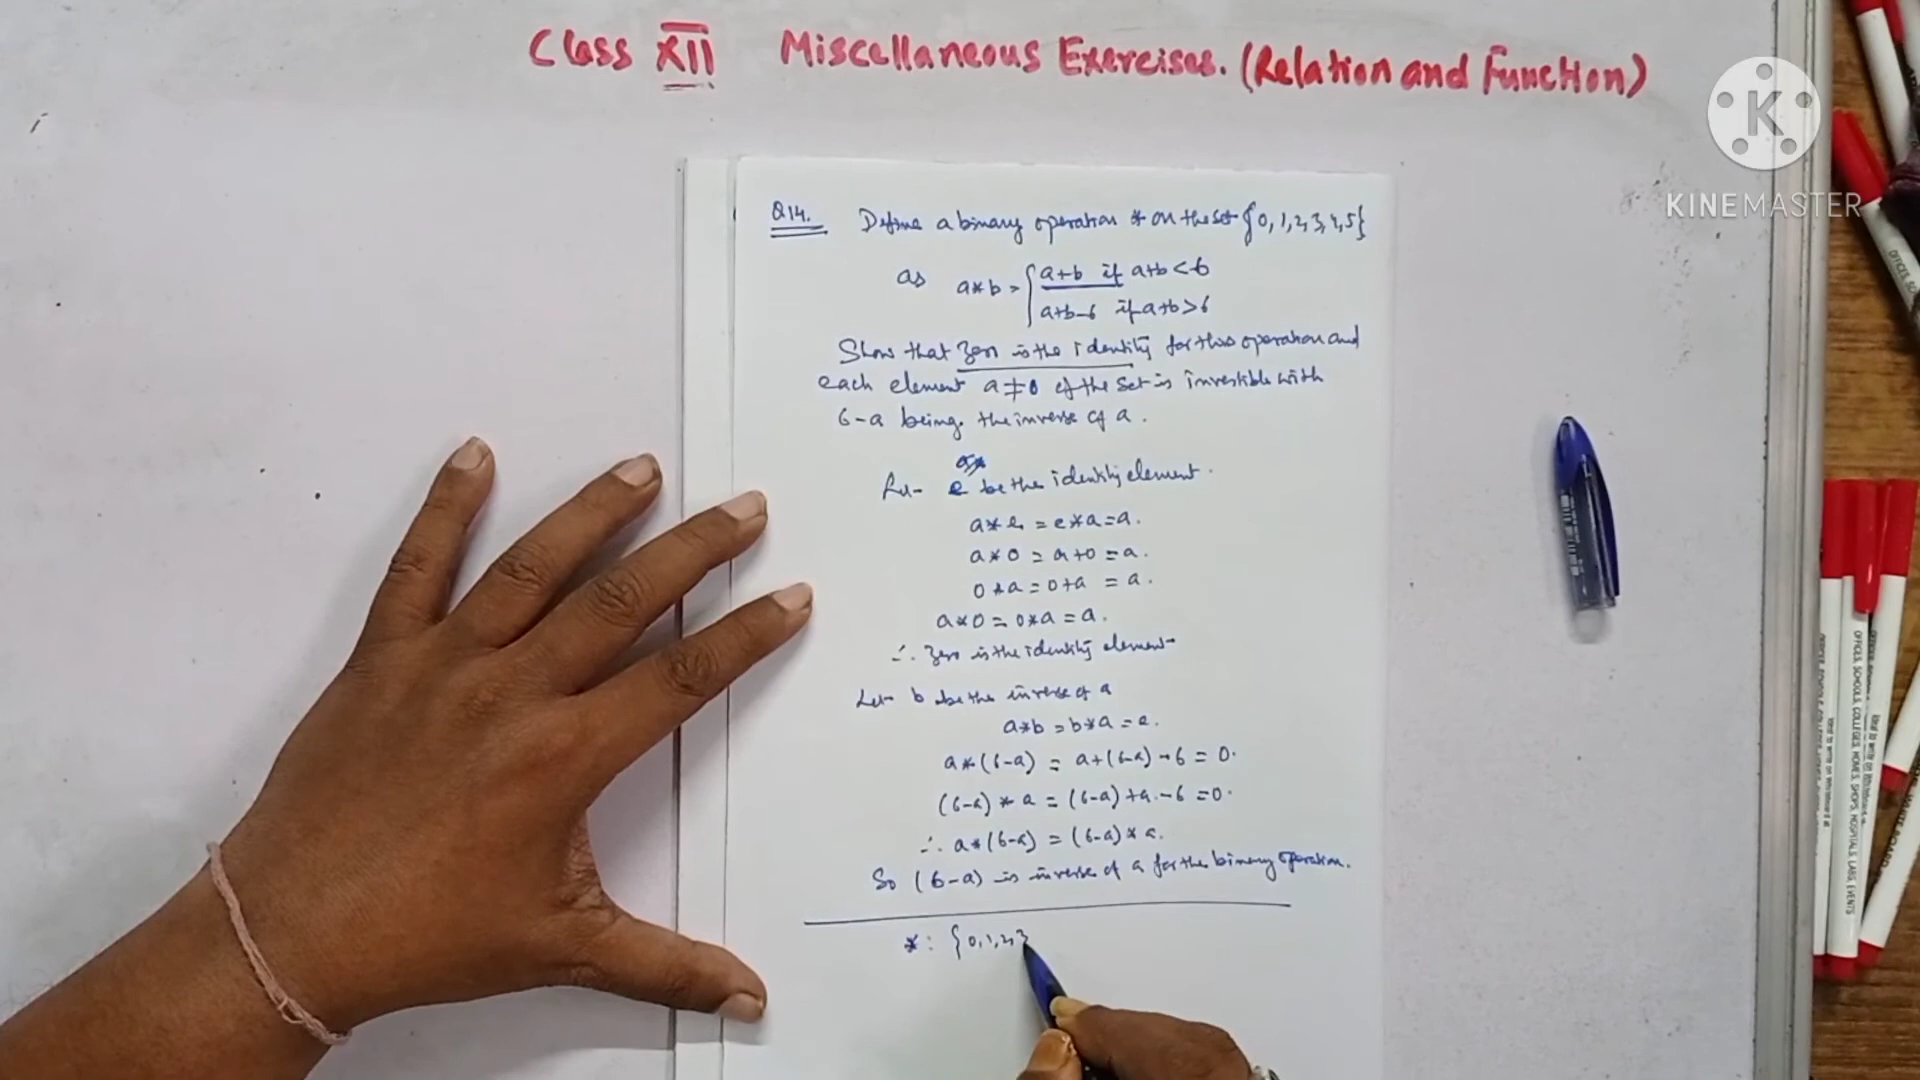 Class XII Miscellaneous Exercises. (Relation and Function)
K
KINEMASTER
Q14. Define a binary operation * on the set {0,1,2,3,4,5}
as a*b = { a+b if a+b<6
a+b-6 if a+b>6
Show that zero is the identity for this operation and
each element a≠0 of the set is invertible with
6-a being the inverse of a.
Let e be the identity element.
a*e = e*a=a.
a*0 = a+0 = a.
0*a = 0+a = a.
a*0 = 0*a = a.
∴ Zero is the identity element
Let b be the inverse of a
a*b = b*a = e.
a*(6-a) = a+(6-a)-6 = 0.
(6-a)*a = (6-a)+a-6 = 0.
∴ a*(6-a) = (6-a)*a.
So (6-a) is inverse of a for the binary operation.
*: {0,1,2,3